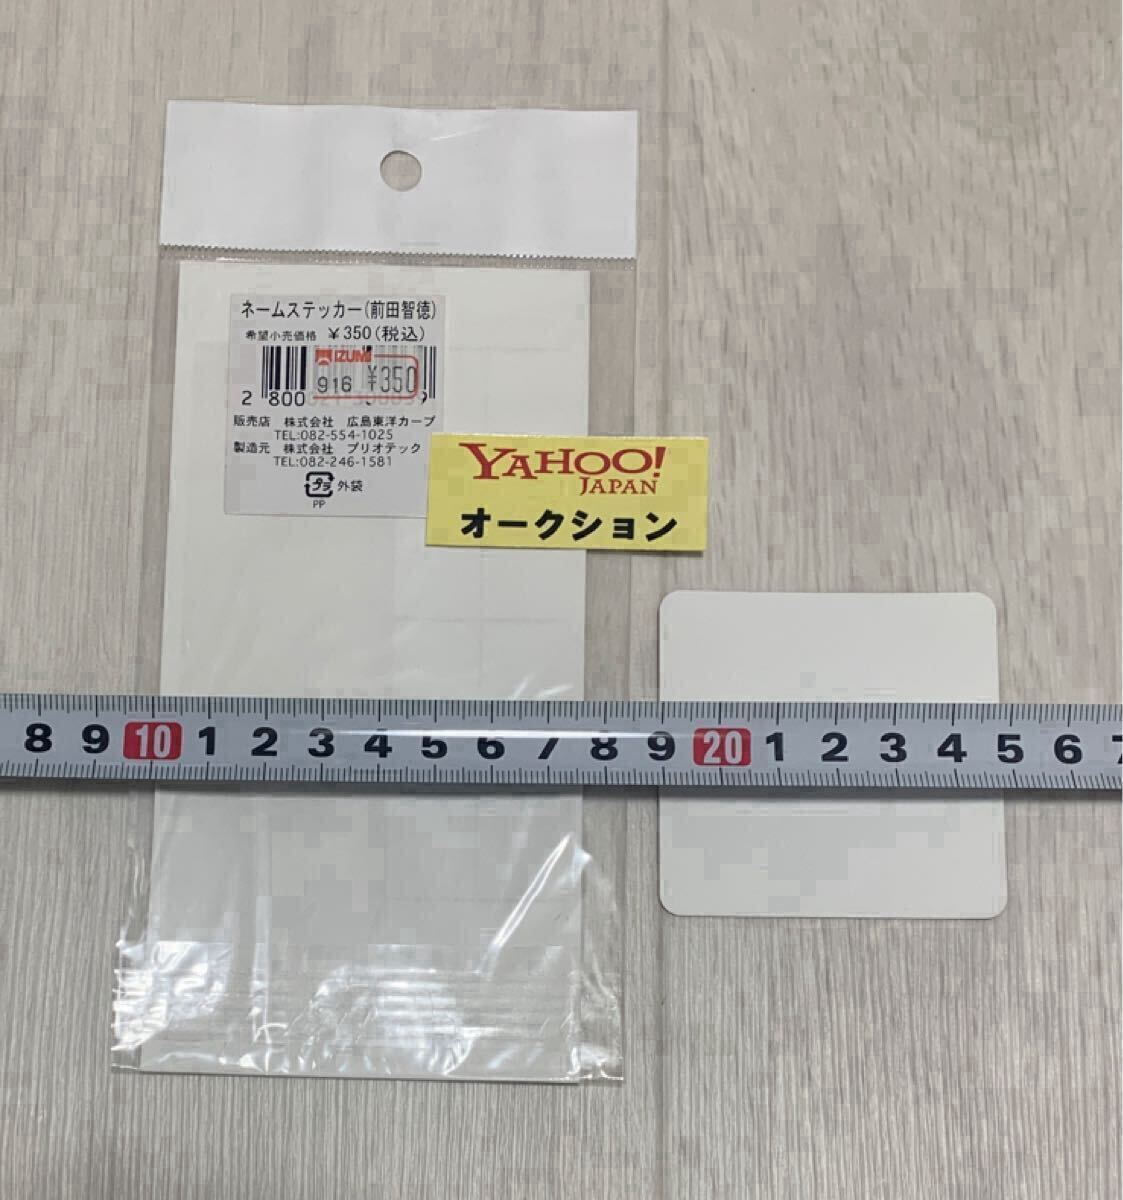 ネームステッカー(前田智徳)
希望小売価格 ¥350(税込)
IZUMI
916 ¥350
2 800
販売店 株式会社 広島東洋カープ
TEL:082-554-1025
製造元 株式会社 プリオテック
TEL:082-246-1581
プラ 外袋
PP
YAHOO!
JAPAN
オークション
8 9 10 1 2 3 4 5 6 7 8 9 20 1 2 3 4 5 6 7